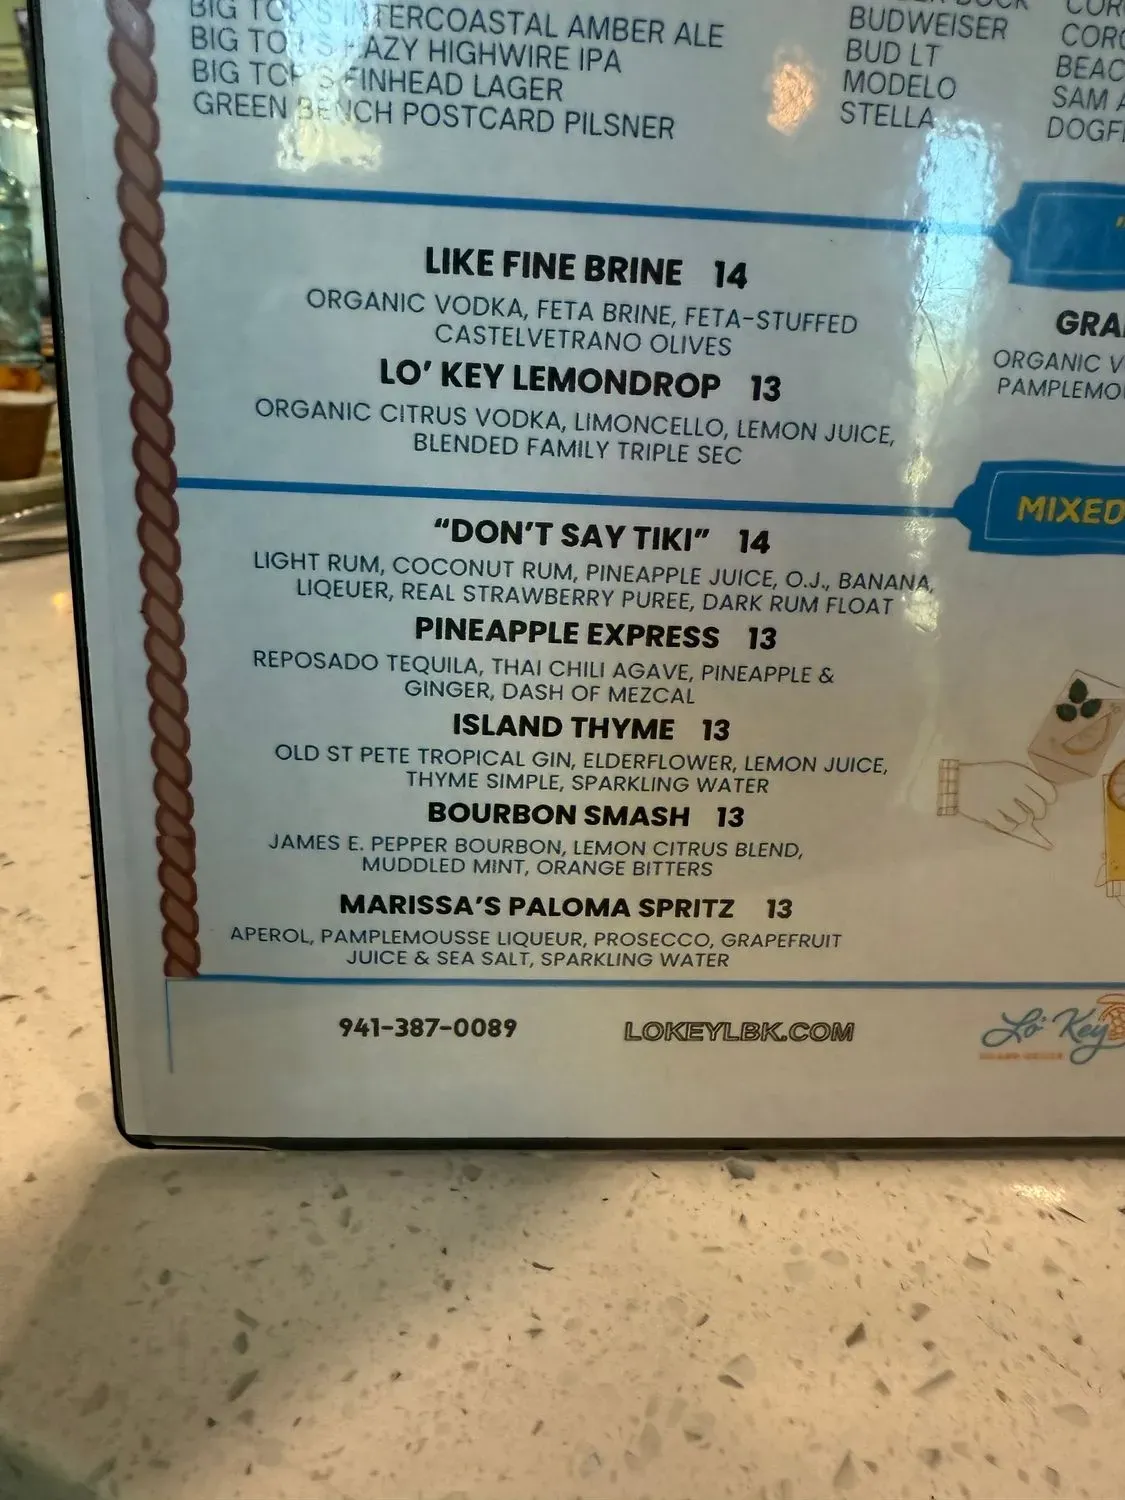 BIG TOP'S INTERCOASTAL AMBER ALE
BIG TOP'S HAZY HIGHWIRE IPA
BIG TOP'S FINHEAD LAGER
GREEN BENCH POSTCARD PILSNER
BUDWEISER
BUD LT
MODELO
STELLA
SAM
LIKE FINE BRINE 14
ORGANIC VODKA, FETA BRINE, FETA-STUFFED
CASTELVETRANO OLIVES
LO' KEY LEMONDROP 13
ORGANIC CITRUS VODKA, LIMONCELLO, LEMON JUICE,
BLENDED FAMILY TRIPLE SEC
ORGANIC
MIXED
"DON'T SAY TIKI" 14
LIGHT RUM, COCONUT RUM, PINEAPPLE JUICE, O.J., BANANA,
LIQEUER, REAL STRAWBERRY PUREE, DARK RUM FLOAT
PINEAPPLE EXPRESS 13
REPOSADO TEQUILA, THAI CHILI AGAVE, PINEAPPLE &
GINGER, DASH OF MEZCAL
ISLAND THYME 13
OLD ST PETE TROPICAL GIN, ELDERFLOWER, LEMON JUICE,
THYME SIMPLE, SPARKLING WATER
BOURBON SMASH 13
JAMES E. PEPPER BOURBON, LEMON CITRUS BLEND,
MUDDLED MINT, ORANGE BITTERS
MARISSA'S PALOMA SPRITZ 13
APEROL, PAMPLEMOUSSE LIQUEUR, PROSECCO, GRAPEFRUIT
JUICE & SEA SALT, SPARKLING WATER
941-387-0089 LOKEYLBK.COM
Lo' Key